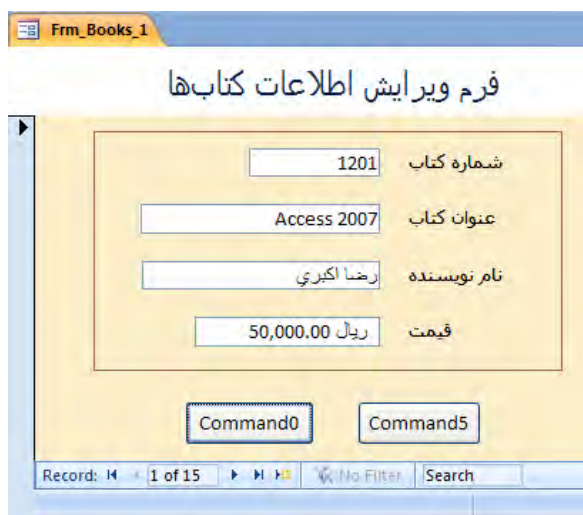 Frm_Books_1
فرم ویرایش اطلاعات کتاب‌ها
شماره کتاب 1201
عنوان کتاب Access 2007
نام نویسنده رضا اکبري
قیمت ریال 50,000.00
Command0 Command5
Record: 1 of 15 No Filter Search